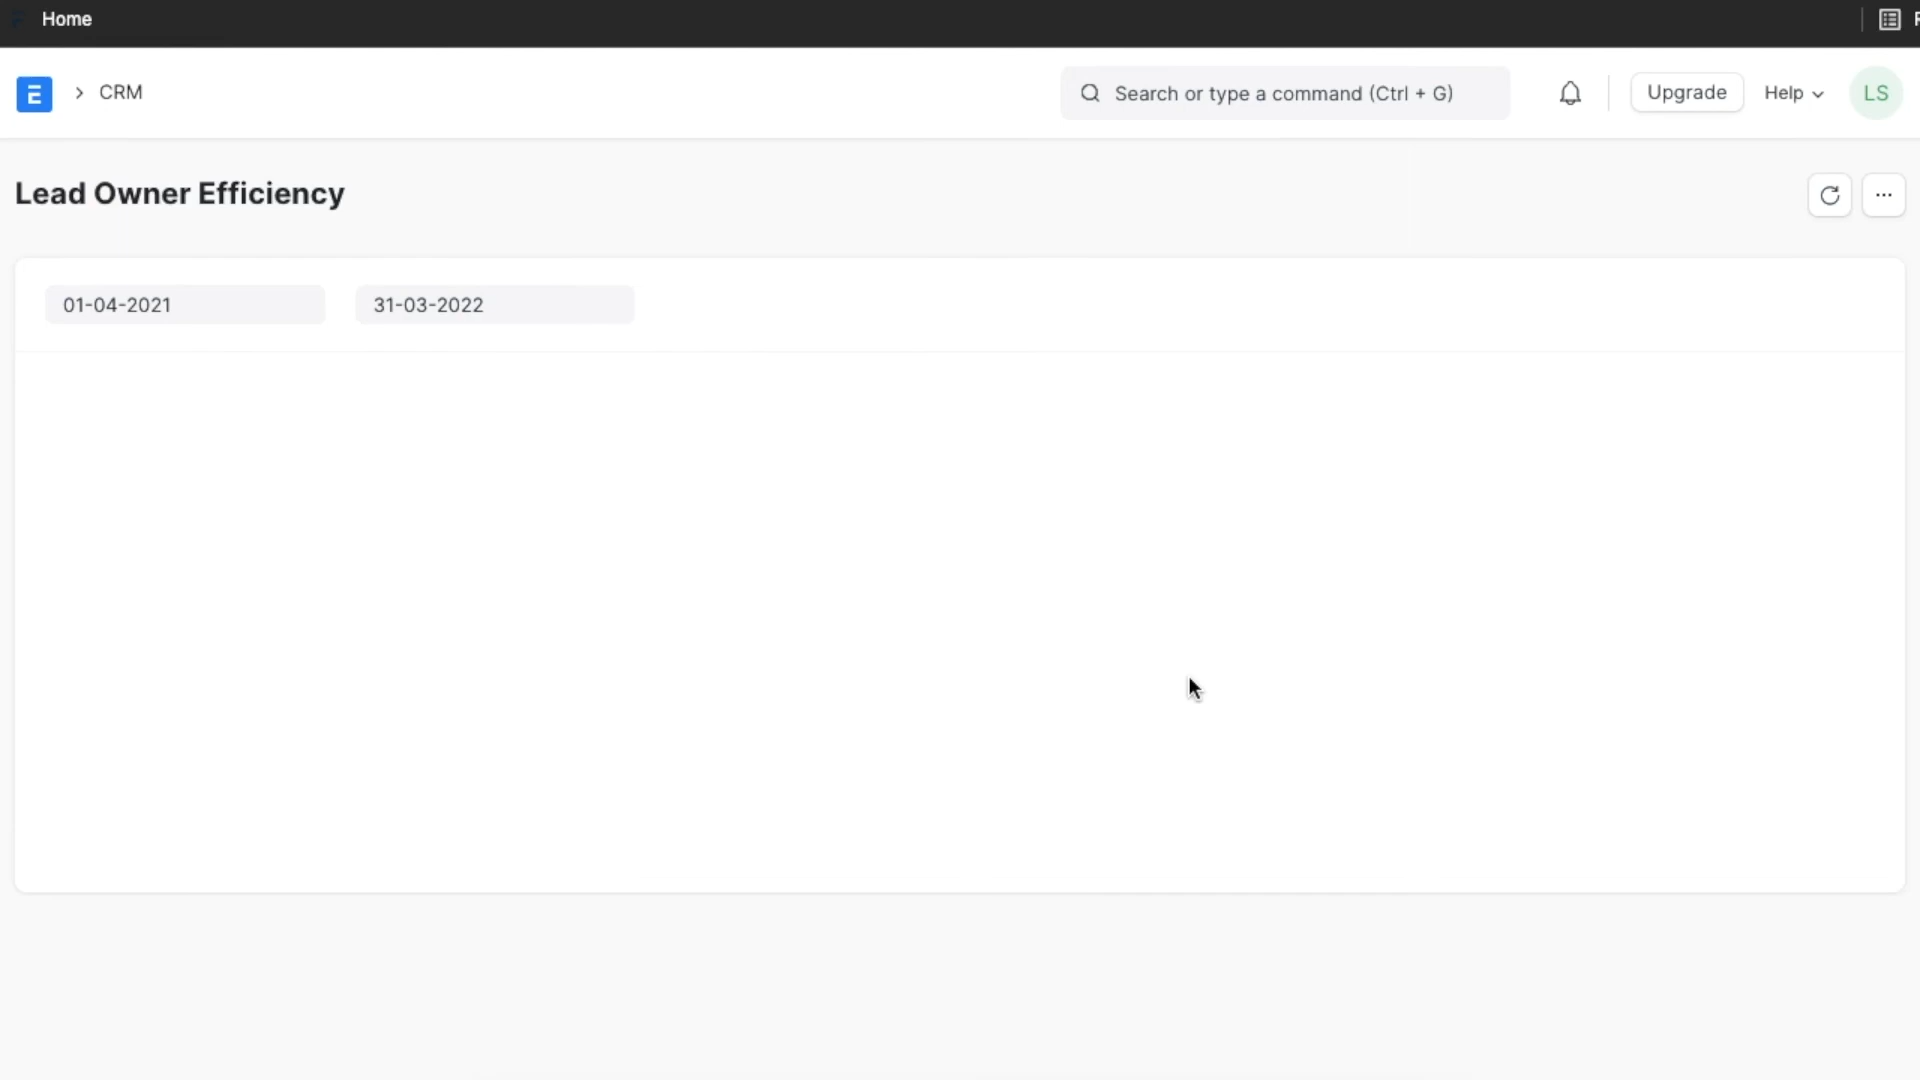 Home
E > CRM
Search or type a command (Ctrl + G)
Upgrade
Help
LS
Lead Owner Efficiency
01-04-2021
31-03-2022